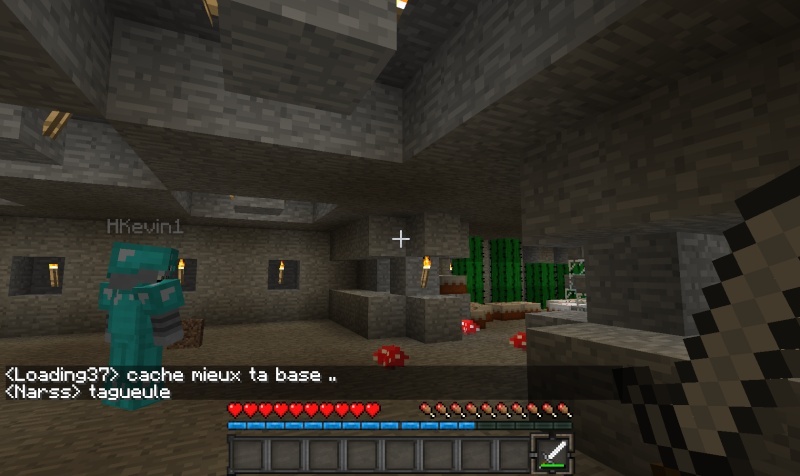 HKevin1
<Loading37> cache mieux ta base ..
<Narss> tagueule